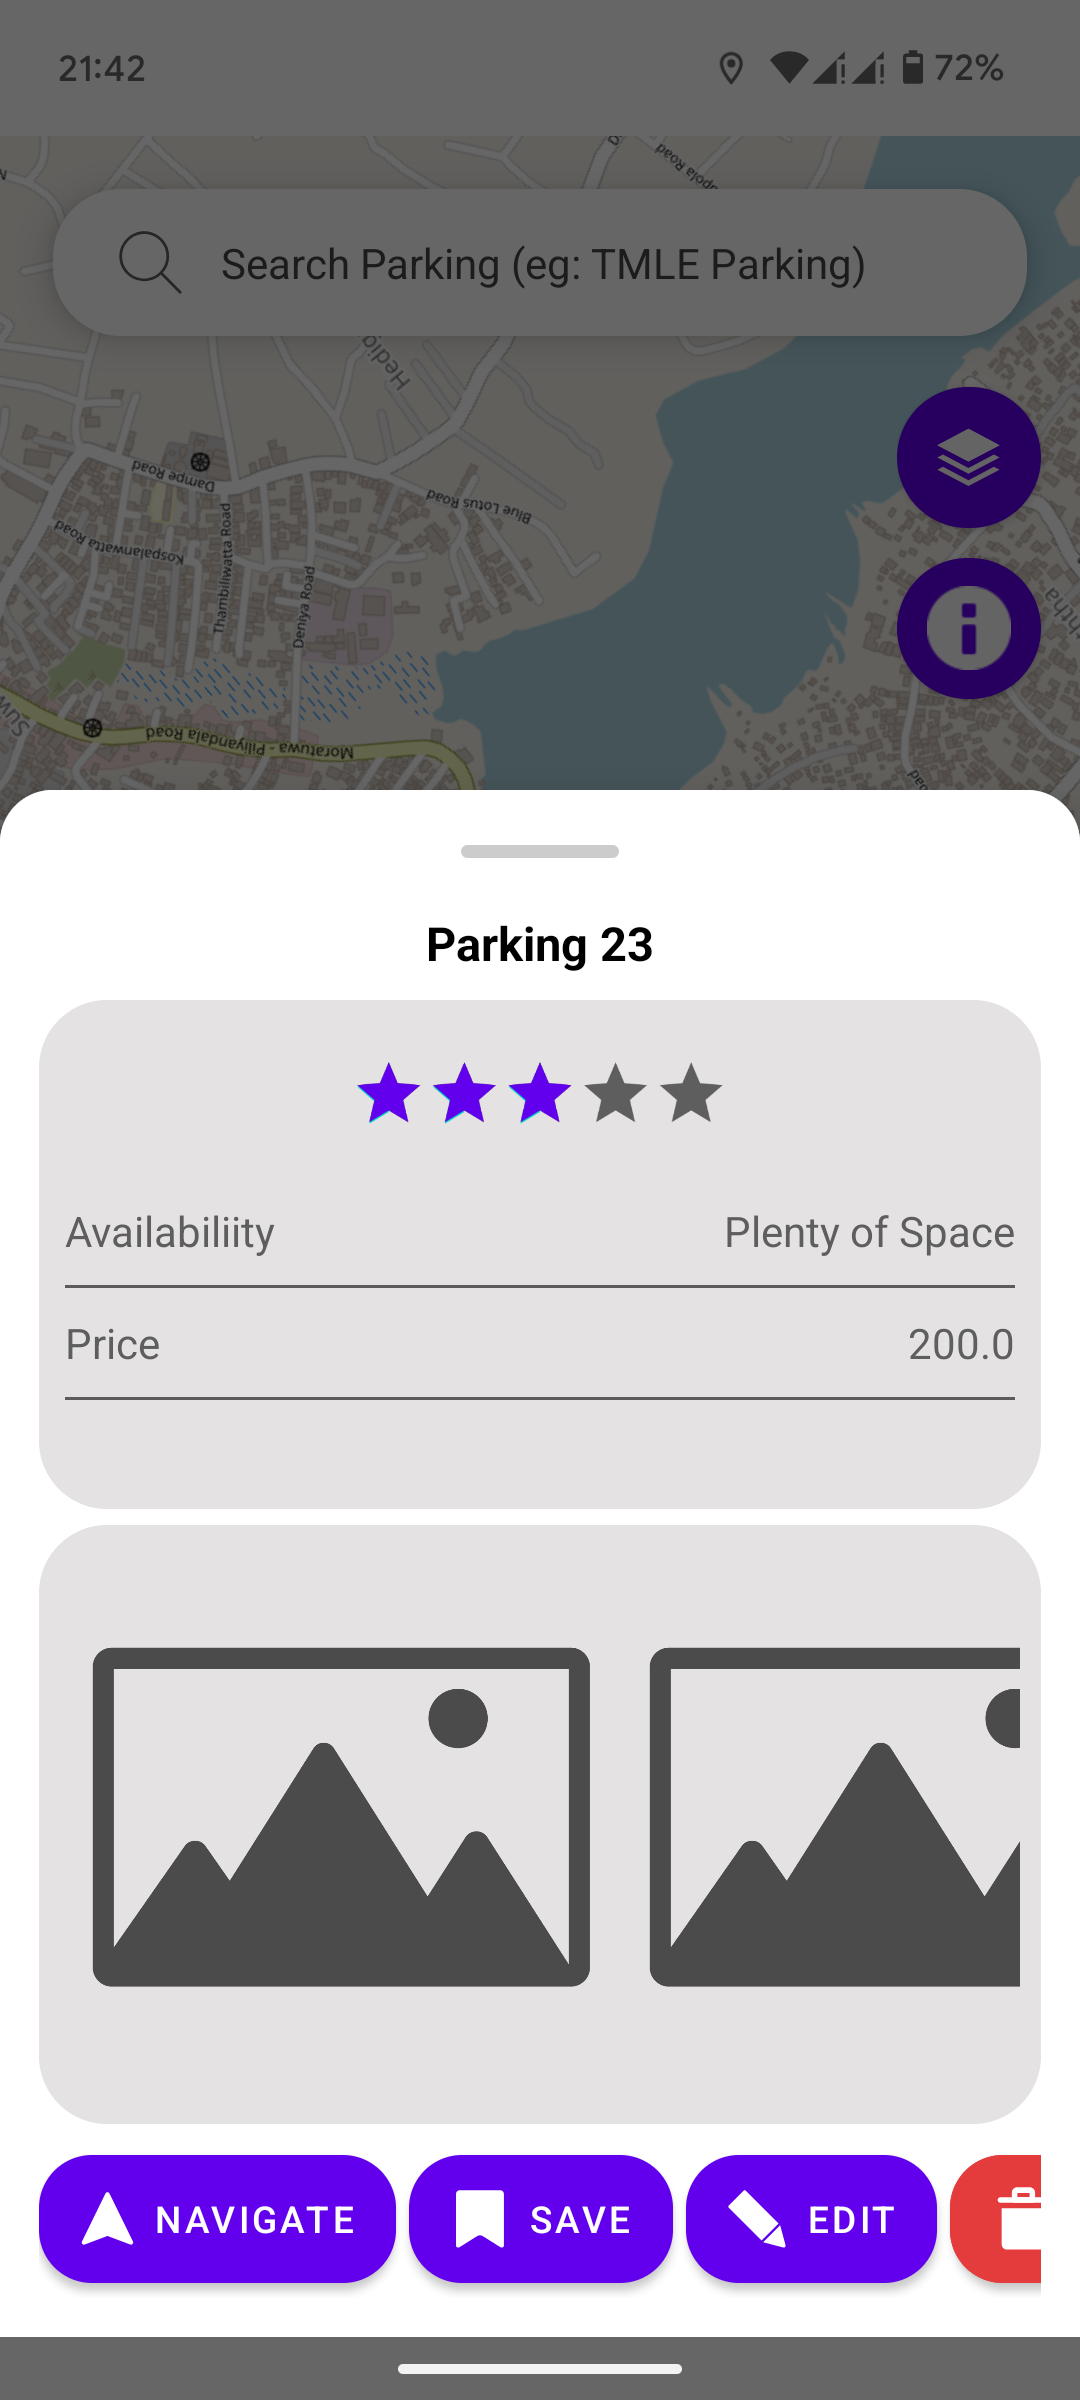 21:42
72%
Search Parking (eg: TMLE Parking)
Hedig
Dampe Road
Blue Lotus Road
Kospalanwatta Road
Thambiliwatta Road
Deniya Road
Moratuwa - Piliyandala Road
Parking 23
Availabiliity
Plenty of Space
Price
200.0
NAVIGATE
SAVE
EDIT